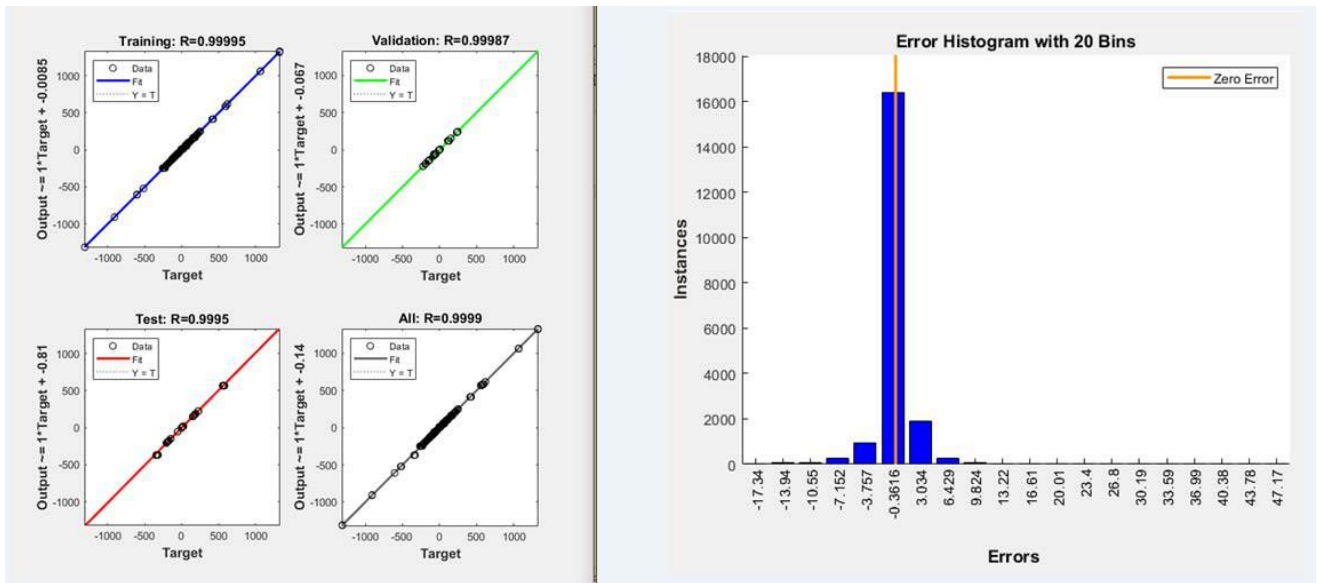 Training: R=0.99995
Output ~= 1*Target + -0.0085
Data
Fit
Y = T
1000
500
0
-500
-1000
-1000 -500 0 500 1000
Target
Validation: R=0.99987
Output ~= 1*Target + -0.067
Data
Fit
Y = T
1000
500
0
-500
-1000
-1000 -500 0 500 1000
Target
Test: R=0.9995
Output ~= 1*Target + -0.81
Data
Fit
Y = T
1000
500
0
-500
-1000
-1000 -500 0 500 1000
Target
All: R=0.9999
Output ~= 1*Target + -0.14
Data
Fit
Y = T
1000
500
0
-500
-1000
-1000 -500 0 500 1000
Target
Error Histogram with 20 Bins
Zero Error
Instances
18000
16000
14000
12000
10000
8000
6000
4000
2000
0
-17.34
-13.94
-10.55
-7.152
-3.757
-0.3616
3.034
6.429
9.824
13.22
16.61
20.01
23.4
26.8
30.19
33.59
36.99
40.38
43.78
47.17
Errors